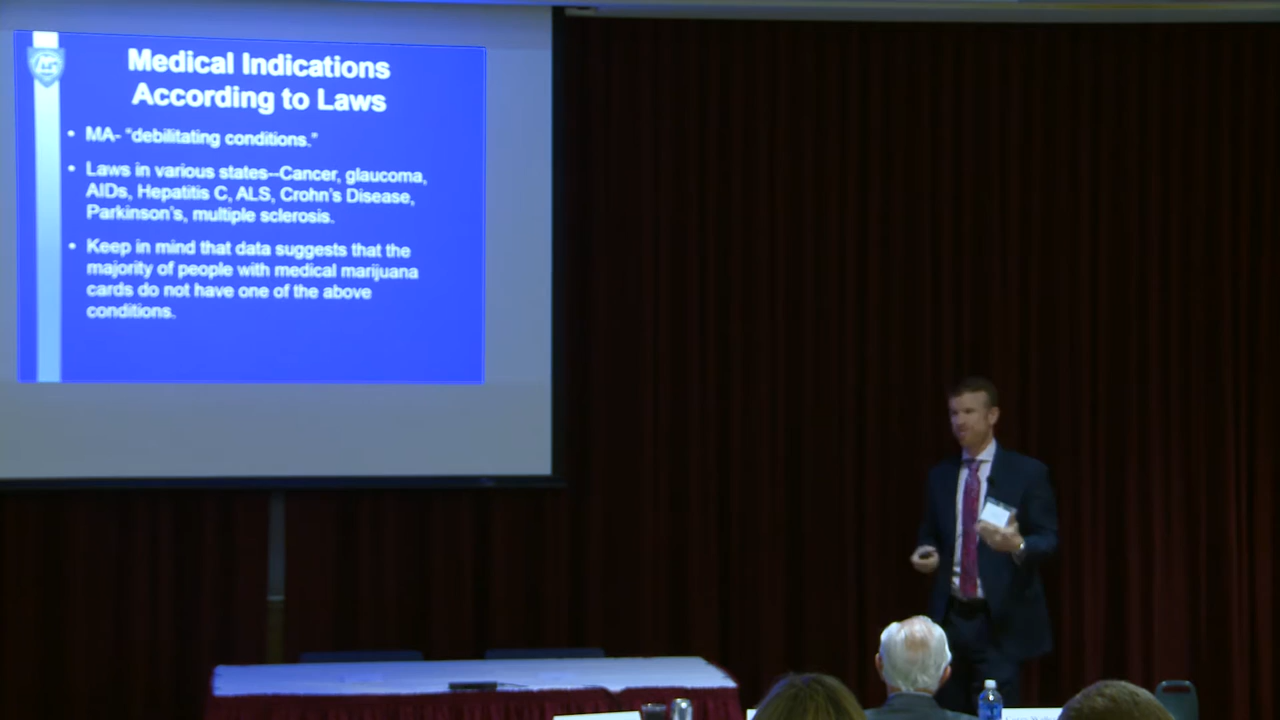 Medical Indications
According to Laws
• MA- "debilitating conditions."
• Laws in various states--Cancer, glaucoma,
AIDs, Hepatitis C, ALS, Crohn's Disease,
Parkinson's, multiple sclerosis.
• Keep in mind that data suggests that the
majority of people with medical marijuana
cards do not have one of the above
conditions.